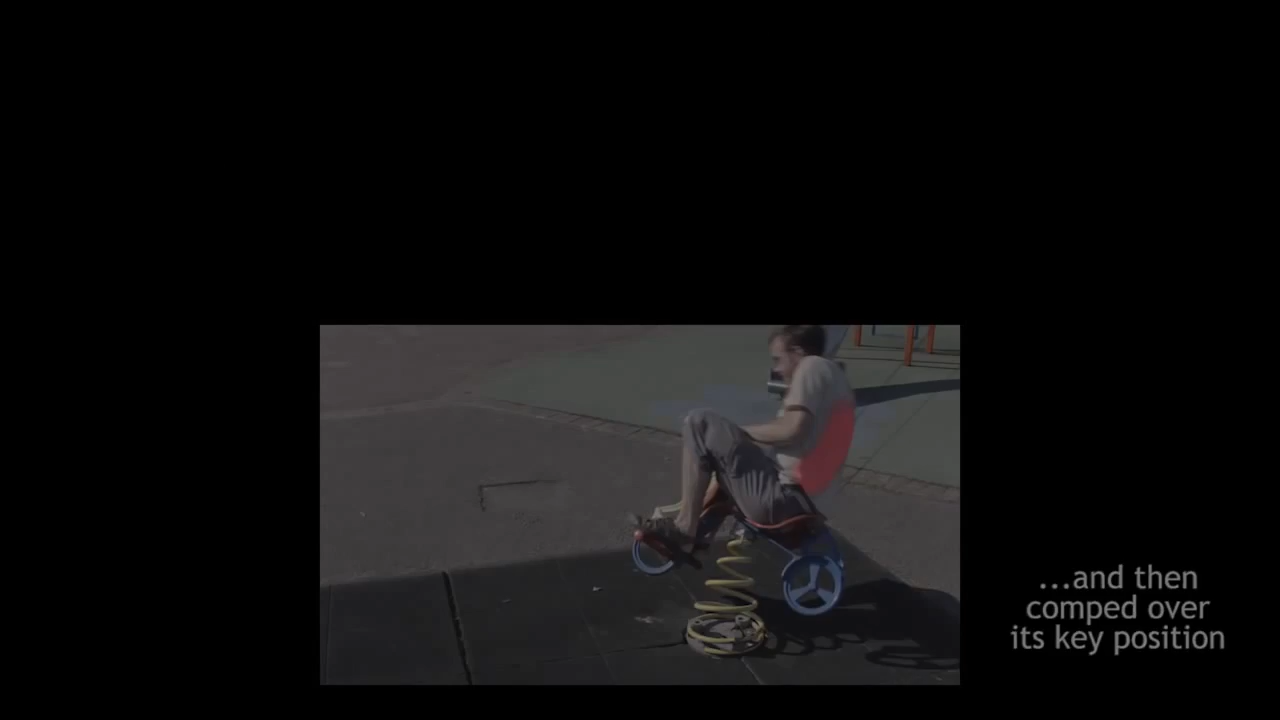 ...and then
comped over
its key position